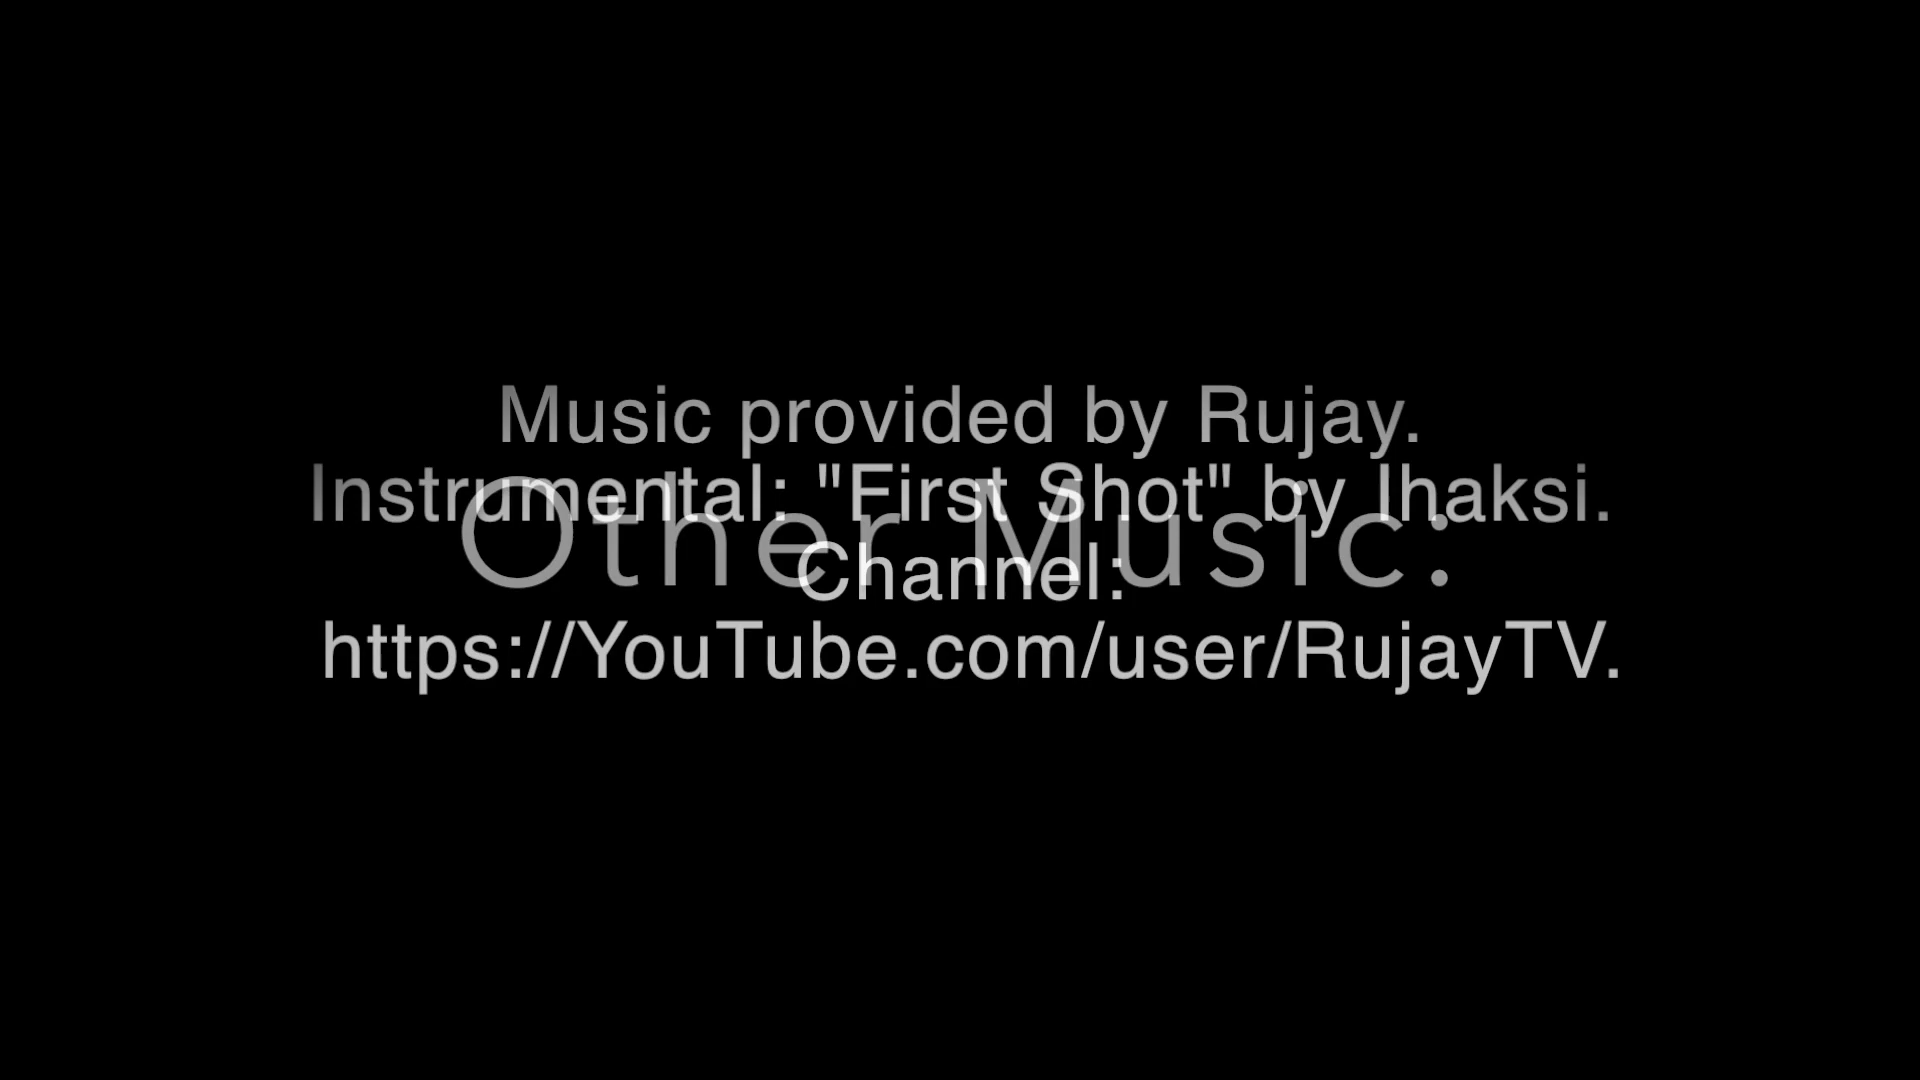 Music provided by Rujay.
Instrumental: "First Shot" by Ihaksi.
Other Music:
Channel:
https://YouTube.com/user/RujayTV.